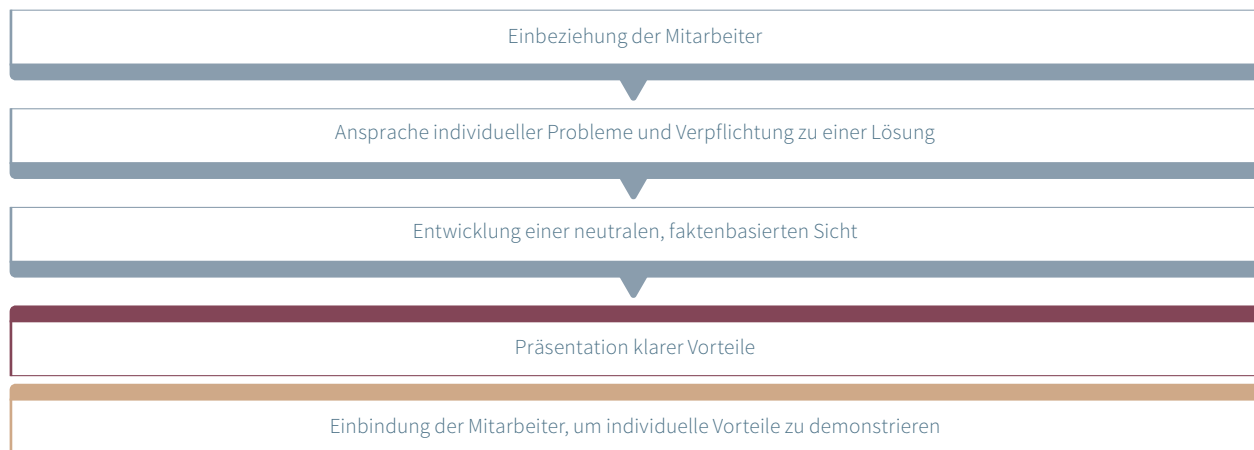 Einbeziehung der Mitarbeiter
Ansprache individueller Probleme und Verpflichtung zu einer Lösung
Entwicklung einer neutralen, faktenbasierten Sicht
Präsentation klarer Vorteile
Einbindung der Mitarbeiter, um individuelle Vorteile zu demonstrieren